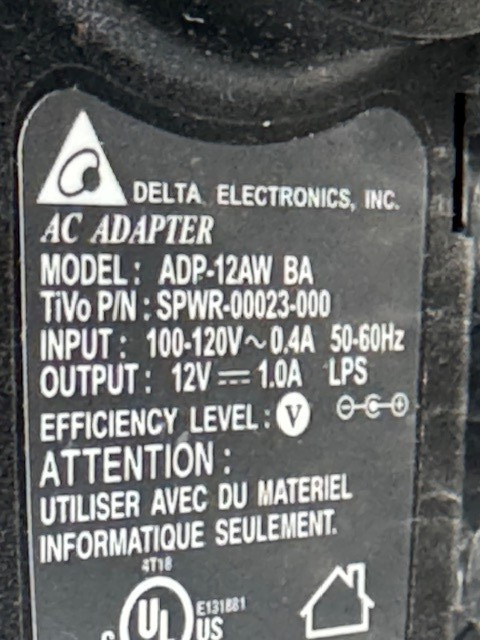 DELTA ELECTRONICS, INC.
AC ADAPTER
MODEL: ADP-12AW BA
TiVo P/N: SPWR-00023-000
INPUT: 100-120V~0.4A 50-60Hz
OUTPUT: 12V⎓1.0A LPS
EFFICIENCY LEVEL: V
ATTENTION:
UTILISER AVEC DU MATERIEL
INFORMATIQUE SEULEMENT.
4T18
E131881
c UL US